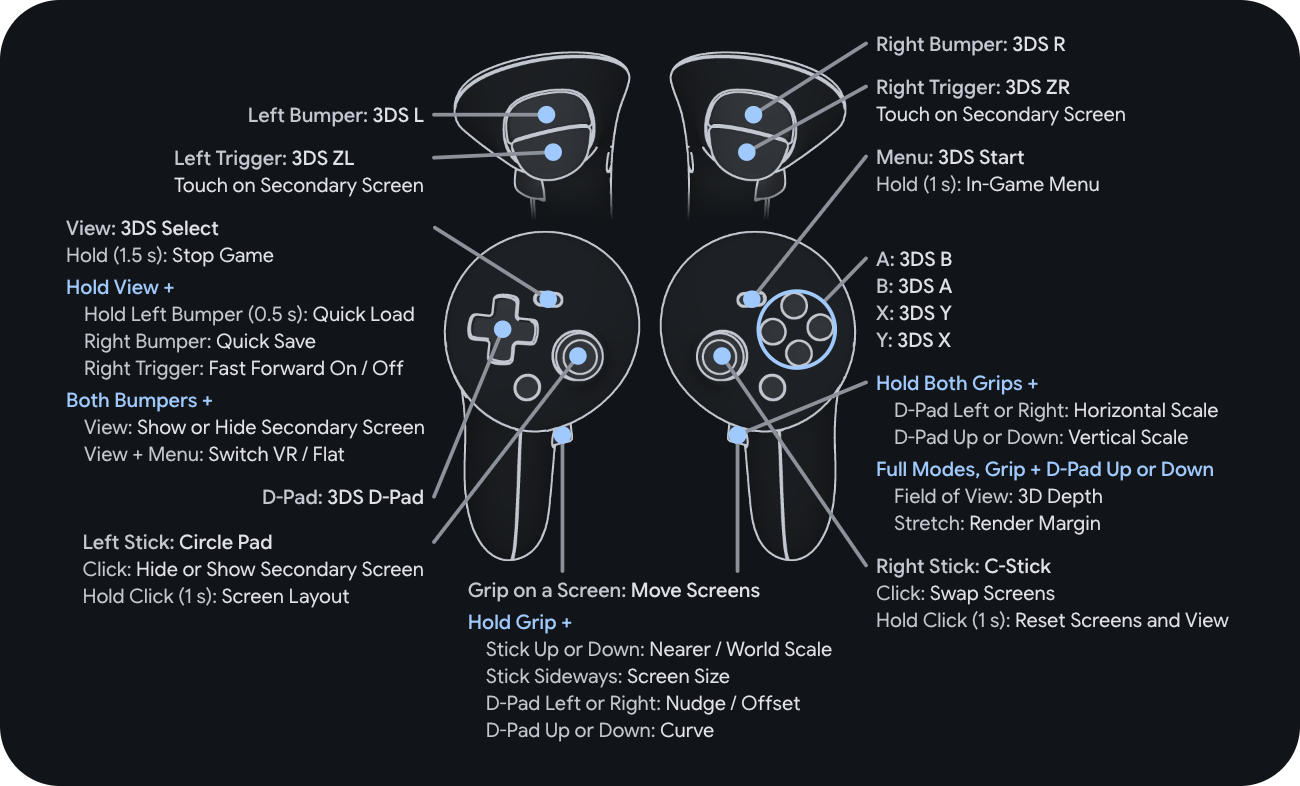 Left Bumper: 3DS L
Left Trigger: 3DS ZL
Touch on Secondary Screen
View: 3DS Select
Hold (1.5 s): Stop Game
Hold View +
Hold Left Bumper (0.5 s): Quick Load
Right Bumper: Quick Save
Right Trigger: Fast Forward On / Off
Both Bumpers +
View: Show or Hide Secondary Screen
View + Menu: Switch VR / Flat
D-Pad: 3DS D-Pad
Left Stick: Circle Pad
Click: Hide or Show Secondary Screen
Hold Click (1 s): Screen Layout
Grip on a Screen: Move Screens
Hold Grip +
Stick Up or Down: Nearer / World Scale
Stick Sideways: Screen Size
D-Pad Left or Right: Nudge / Offset
D-Pad Up or Down: Curve
Right Bumper: 3DS R
Right Trigger: 3DS ZR
Touch on Secondary Screen
Menu: 3DS Start
Hold (1 s): In-Game Menu
A: 3DS B
B: 3DS A
X: 3DS Y
Y: 3DS X
Hold Both Grips +
D-Pad Left or Right: Horizontal Scale
D-Pad Up or Down: Vertical Scale
Full Modes, Grip + D-Pad Up or Down
Field of View: 3D Depth
Stretch: Render Margin
Right Stick: C-Stick
Click: Swap Screens
Hold Click (1 s): Reset Screens and View